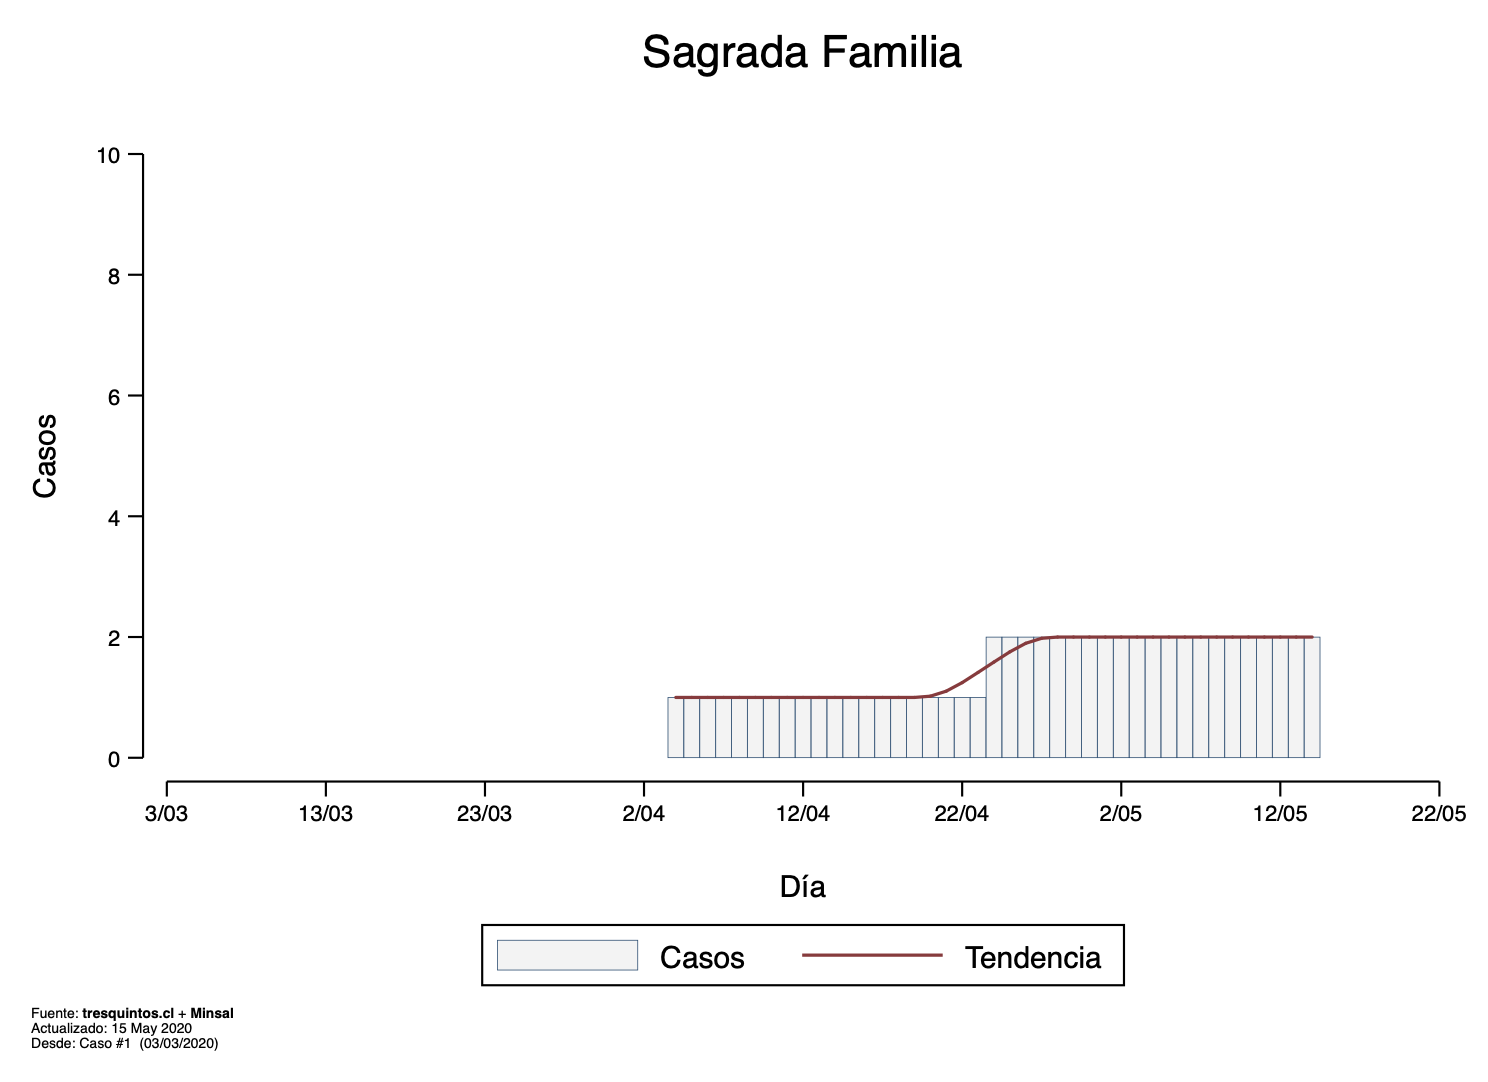 Sagrada Familia
Casos
10
8
6
4
2
0
3/03 13/03 23/03 2/04 12/04 22/04 2/05 12/05 22/05
Día
Casos Tendencia
Fuente: tresquintos.cl + Minsal
Actualizado: 15 May 2020
Desde: Caso #1 (03/03/2020)